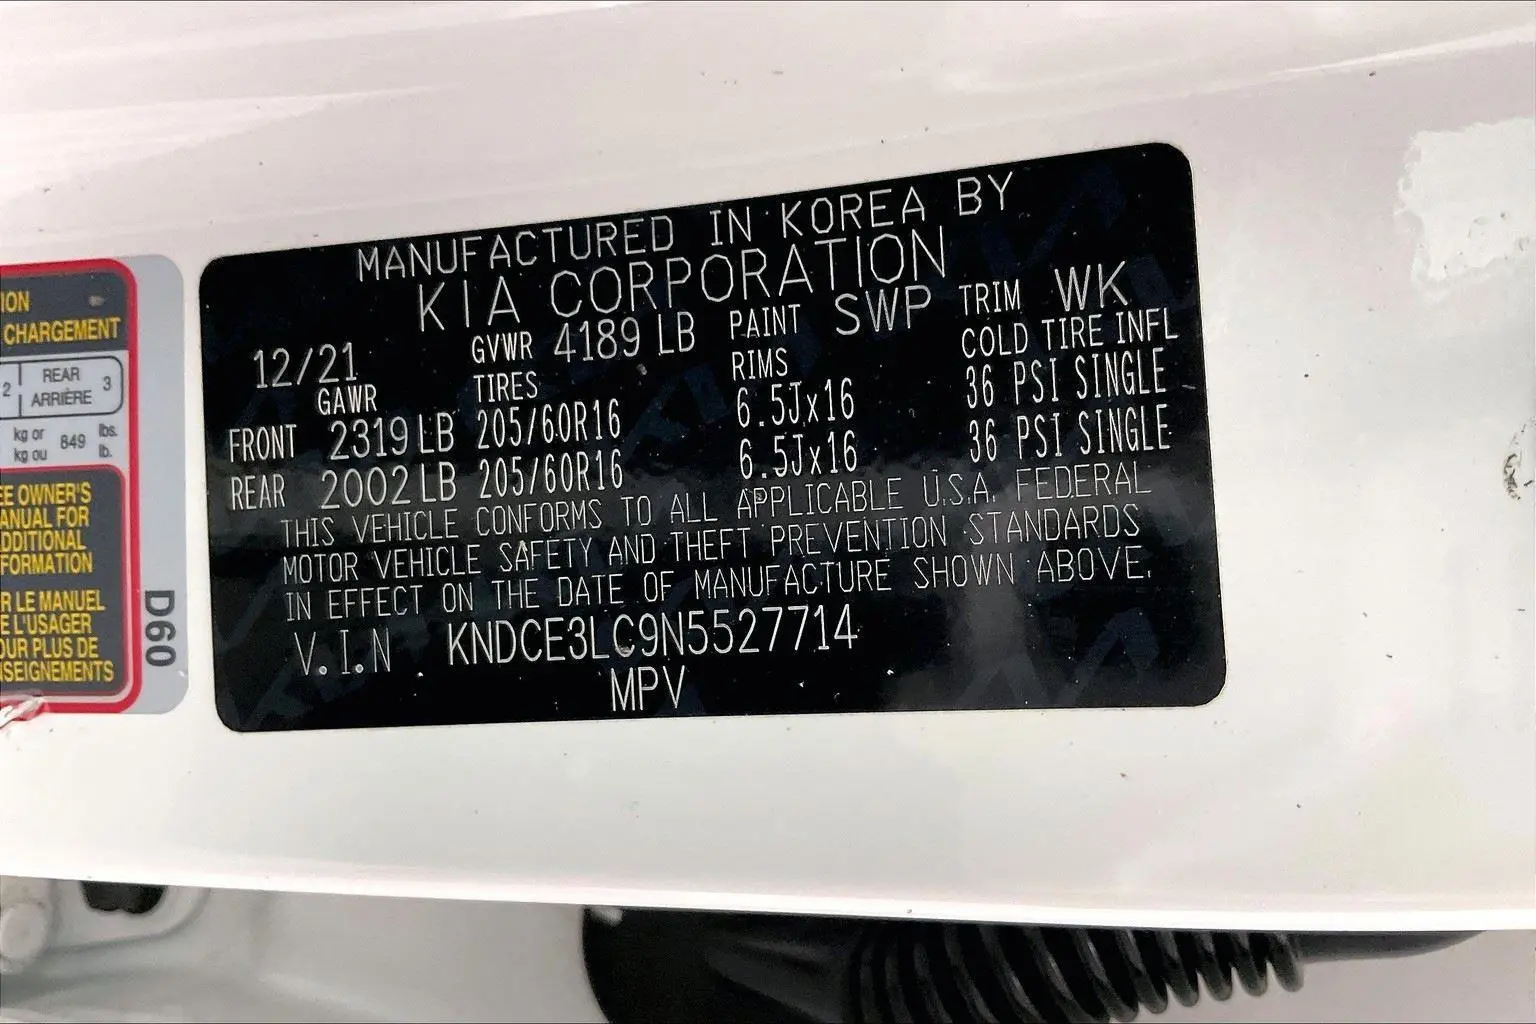 ION
CHARGEMENT
2 | REAR ARRIÈRE 3
kg or kg ou 849 lbs. lb.
EE OWNER'S
ANUAL FOR
DDITIONAL
FORMATION
R LE MANUEL
E L'USAGER
OUR PLUS DE
NSEIGNEMENTS
D60
MANUFACTURED IN KOREA BY
KIA CORPORATION
12/21 GVWR 4189 LB PAINT SWP TRIM WK
GAWR TIRES RIMS COLD TIRE INFL
FRONT 2319 LB 205/60R16 6.5Jx16 36 PSI SINGLE
REAR 2002 LB 205/60R16 6.5Jx16 36 PSI SINGLE
THIS VEHICLE CONFORMS TO ALL APPLICABLE U.S.A. FEDERAL
MOTOR VEHICLE SAFETY AND THEFT PREVENTION STANDARDS
IN EFFECT ON THE DATE OF MANUFACTURE SHOWN ABOVE.
V.I.N KNDCE3LC9N5527714
MPV